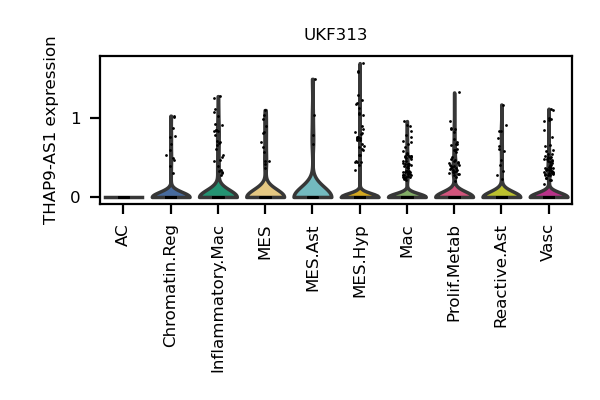 UKF313
THAP9-AS1 expression
1
0
AC
Chromatin.Reg
Inflammatory.Mac
MES
MES.Ast
MES.Hyp
Mac
Prolif.Metab
Reactive.Ast
Vasc